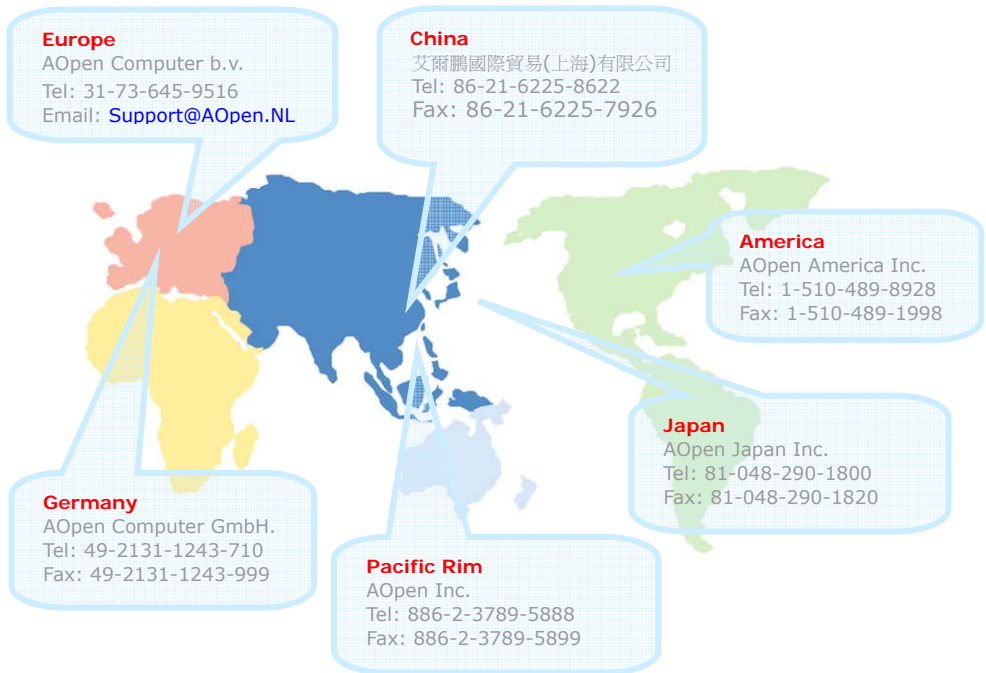 Europe
AOpen Computer b.v.
Tel: 31-73-645-9516
Email: Support@AOpen.NL
China
艾爾鵬國際貿易(上海)有限公司
Tel: 86-21-6225-8622
Fax: 86-21-6225-7926
America
AOpen America Inc.
Tel: 1-510-489-8928
Fax: 1-510-489-1998
Japan
AOpen Japan Inc.
Tel: 81-048-290-1800
Fax: 81-048-290-1820
Germany
AOpen Computer GmbH.
Tel: 49-2131-1243-710
Fax: 49-2131-1243-999
Pacific Rim
AOpen Inc.
Tel: 886-2-3789-5888
Fax: 886-2-3789-5899